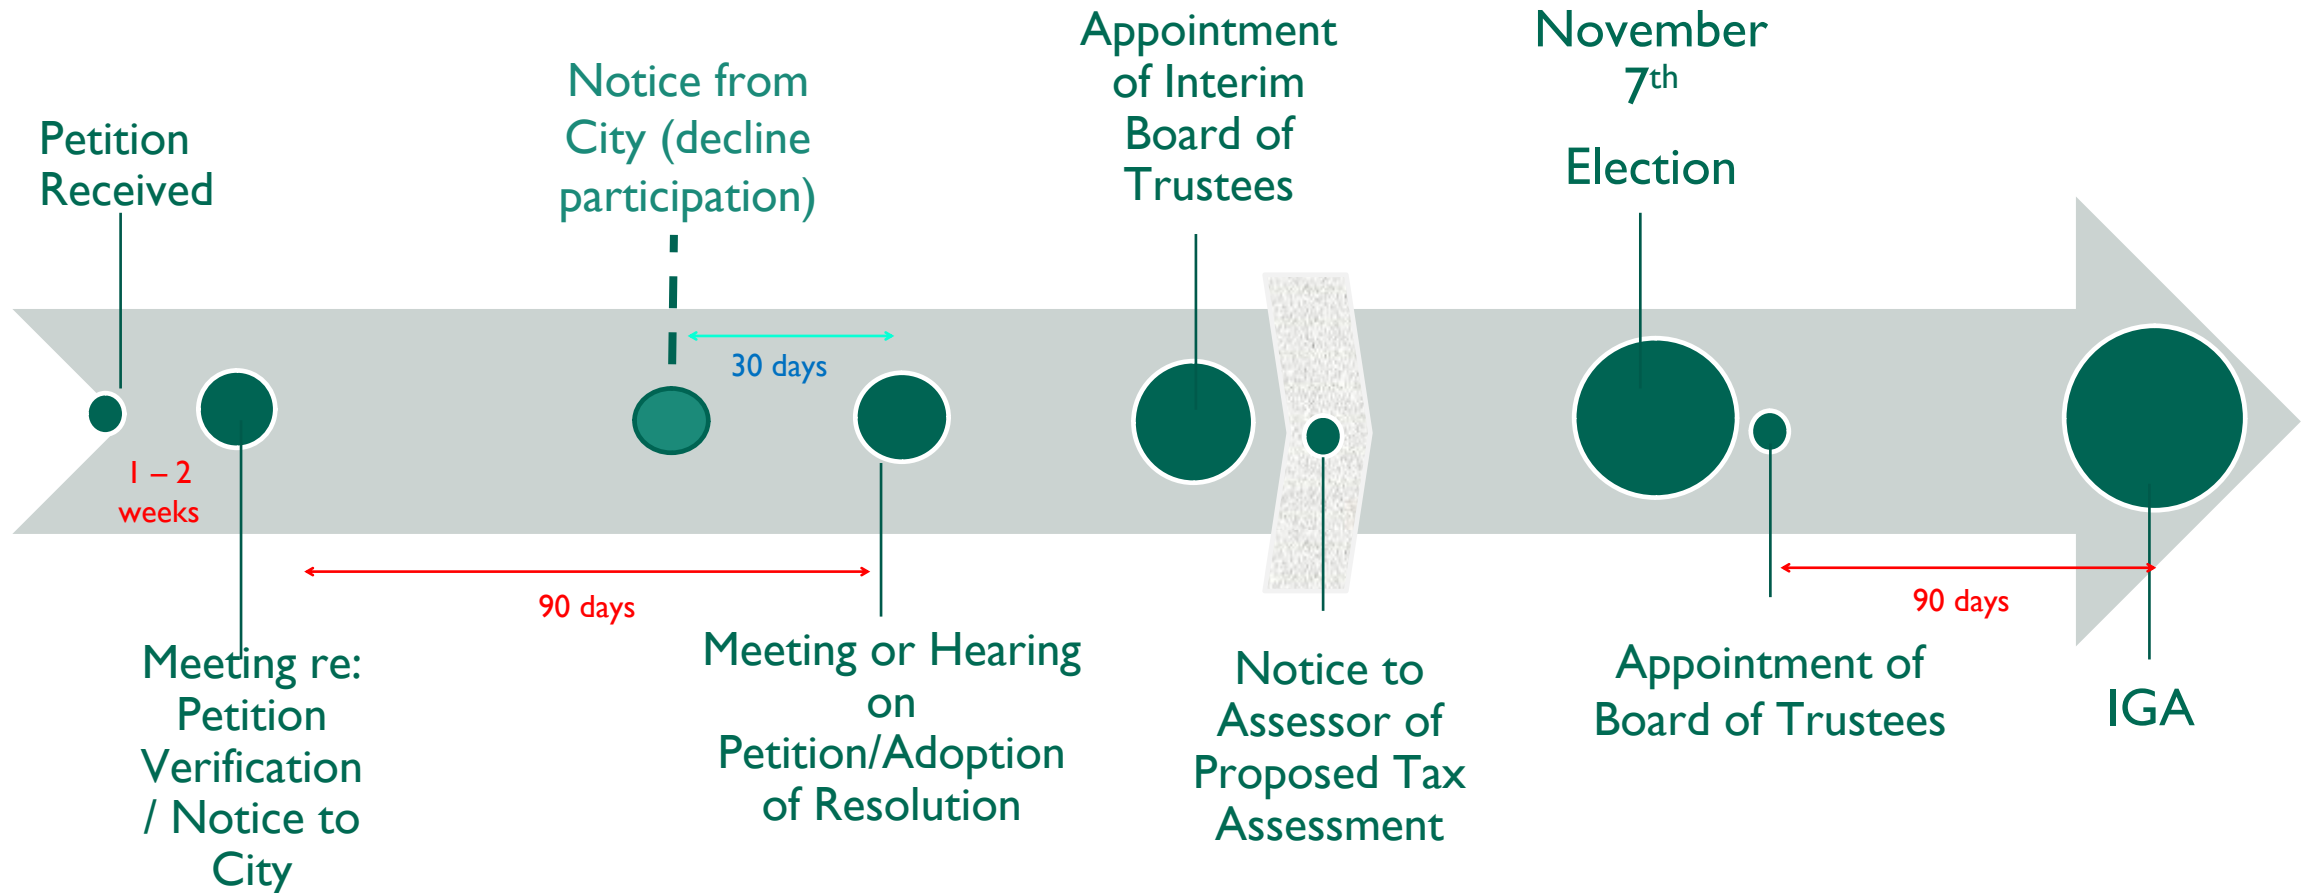 Petition
Received
Notice from
City (decline
participation)
Appointment
of Interim
Board of
Trustees
November
7th
Election
30 days
1 – 2
weeks
90 days
90 days
Meeting re:
Petition
Verification
/ Notice to
City
Meeting or Hearing
on
Petition/Adoption
of Resolution
Notice to
Assessor of
Proposed Tax
Assessment
Appointment of
Board of Trustees
IGA